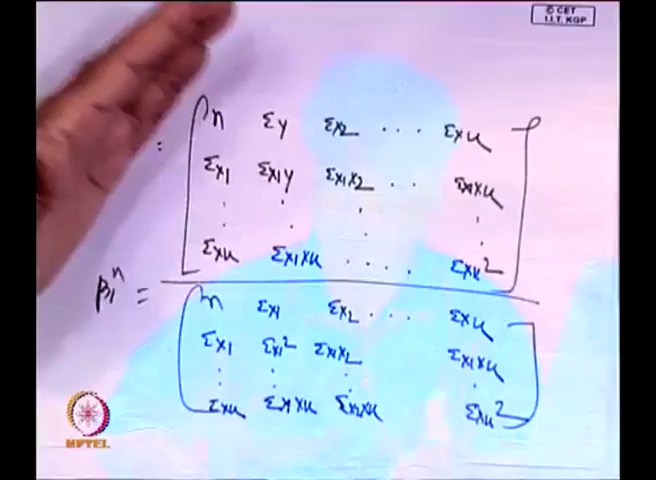 © CET
I.I.T. KGP
n Σy Σx₂ ... Σxk
= Σx₁ Σx₁y Σx₁x₂ .. Σx₁xk
: . . .
Σxk Σx₁xk .... Σxk²
β₁^n =
n Σx₁ Σx₂ ... Σxk
Σx₁ Σx₁² Σx₁x₂ Σx₁xk
: : : :
Σxk Σx₁xk Σx₂xk Σxk²
NPTEL